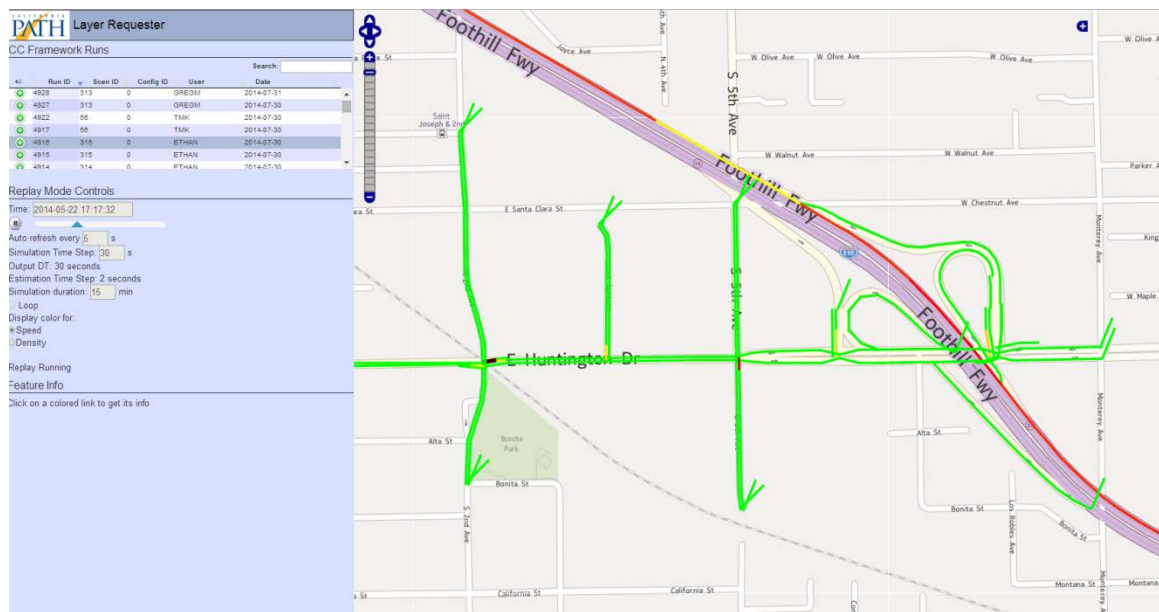 CALIFORNIA
PATH
Layer Requester
CC Framework Runs
Search:
+/- Run ID Scen ID Config ID User Date
4928 313 0 GREGM 2014-07-31
4927 313 0 GREGM 2014-07-30
4922 56 0 TMK 2014-07-30
4917 56 0 TMK 2014-07-30
4916 315 0 ETHAN 2014-07-30
4915 315 0 ETHAN 2014-07-30
4914 314 0 ETHAN 2014-07-30
Replay Mode Controls
Time: 2014-05-22 17:17:32
Auto refresh every 5 s
Simulation Time Step: 30 s
Output DT: 30 seconds
Estimation Time Step: 2 seconds
Simulation duration: 15 min
Loop
Display color for:
Speed
Density
Replay Running
Feature Info
Click on a colored link to get its info
Foothill Fwy
Joyce Ave
N 4th Ave
S 5th Ave
W Olive Ave
W Olive Ave
W Olive
Saint
Joseph & 2nd
W Walnut Ave
W Walnut Ave
Parker A
Foothill Fwy
ra St
E Santa Clara St
W Chestnut Ave
Monterey Ave
King
I 210
S 5th Ave
W Maple
Foothill Fwy
E Huntington Dr
Monterey Ave
Alta St
Bonita
Park
Alta St
Bonita St
S 2nd Ave
Bonita St
Los Robles Ave
Bonita St
Montana St
Montan
a St
California St
California St